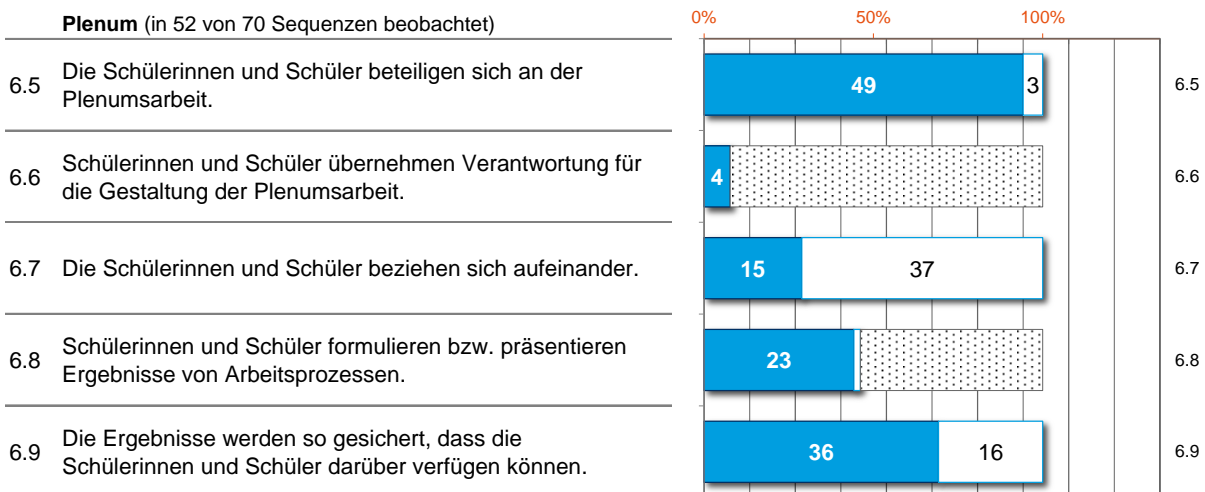 Plenum (in 52 von 70 Sequenzen beobachtet) 0% 50% 100%
6.5 Die Schülerinnen und Schüler beteiligen sich an der
Plenumsarbeit.
49 3 6.5
6.6 Schülerinnen und Schüler übernehmen Verantwortung für
die Gestaltung der Plenumsarbeit.
4 6.6
6.7 Die Schülerinnen und Schüler beziehen sich aufeinander.
15 37 6.7
6.8 Schülerinnen und Schüler formulieren bzw. präsentieren
Ergebnisse von Arbeitsprozessen.
23 6.8
6.9 Die Ergebnisse werden so gesichert, dass die
Schülerinnen und Schüler darüber verfügen können.
36 16 6.9